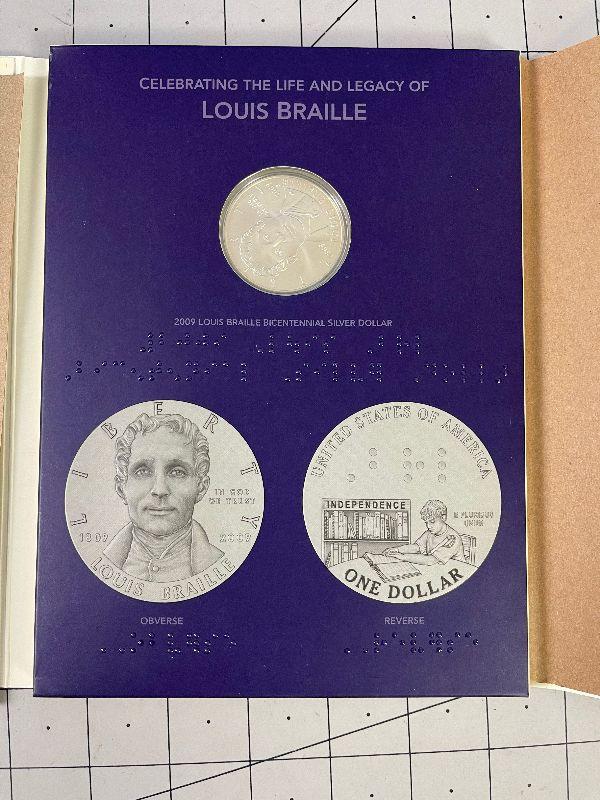 CELEBRATING THE LIFE AND LEGACY OF
LOUIS BRAILLE
2009 LOUIS BRAILLE BICENTENNIAL SILVER DOLLAR
LIBERTY
IN GOD
WE TRUST
1809 2009
LOUIS BRAILLE
UNITED STATES OF AMERICA
INDEPENDENCE
E PLURIBUS
UNUM
ONE DOLLAR
OBVERSE
REVERSE